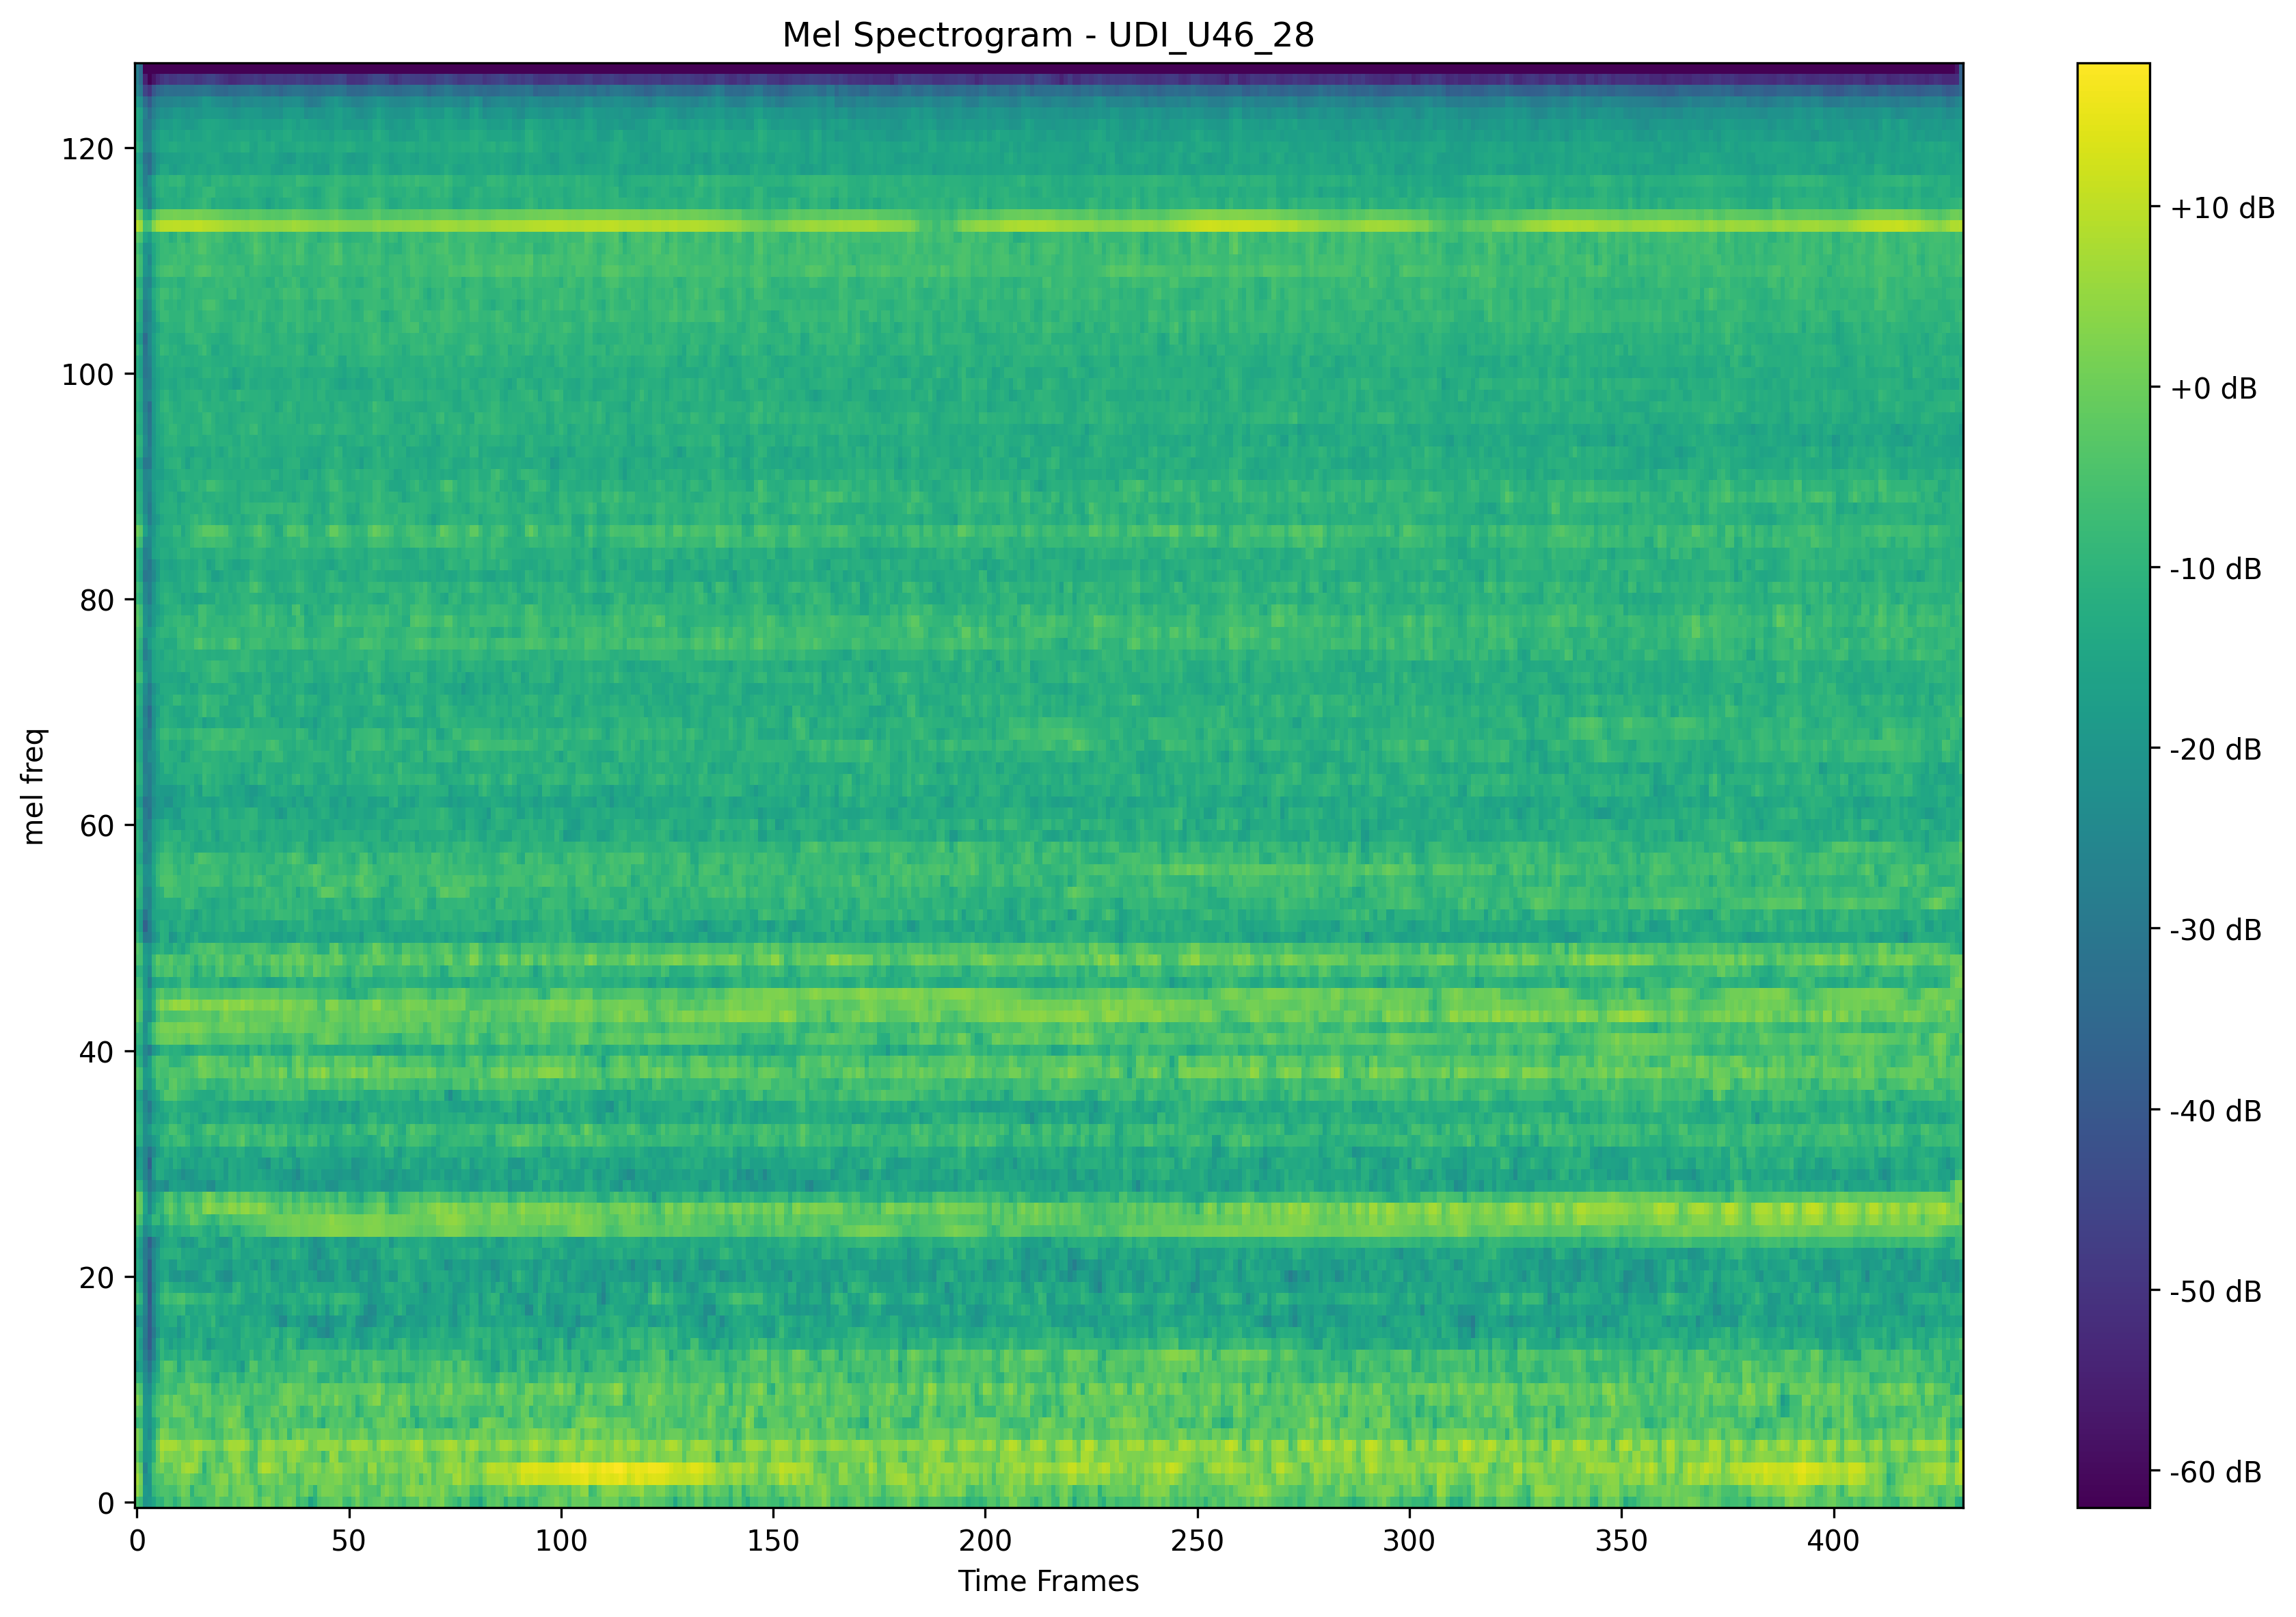 Mel Spectrogram - UDI_U46_28
mel freq
120
100
80
60
40
20
0
0 50 100 150 200 250 300 350 400
Time Frames
+10 dB
+0 dB
-10 dB
-20 dB
-30 dB
-40 dB
-50 dB
-60 dB